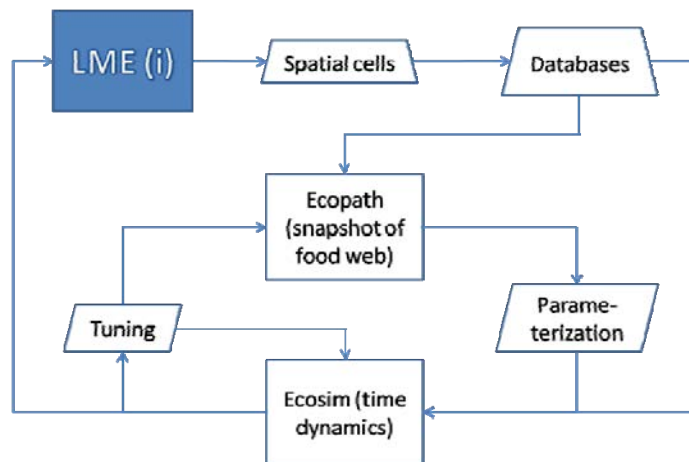 LME (i)
Spatial cells
Databases
Ecopath
(snapshot of
food web)
Tuning
Parame-
terization
Ecosim (time
dynamics)